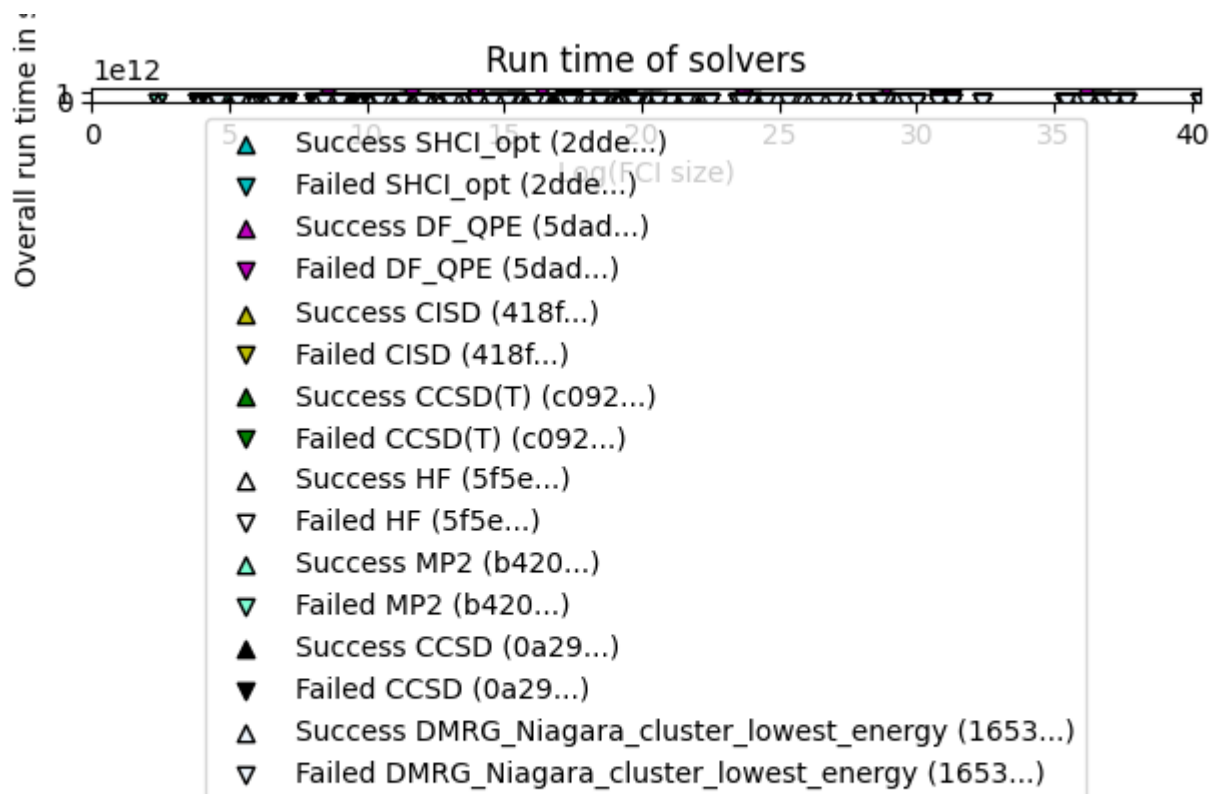 Run time of solvers
1e12
Overall run time in
1
0
0 5 10 15 20 25 30 35 40
Log(FCI size)
Success SHCI_opt (2dde...)
Failed SHCI_opt (2dde...)
Success DF_QPE (5dad...)
Failed DF_QPE (5dad...)
Success CISD (418f...)
Failed CISD (418f...)
Success CCSD(T) (c092...)
Failed CCSD(T) (c092...)
Success HF (5f5e...)
Failed HF (5f5e...)
Success MP2 (b420...)
Failed MP2 (b420...)
Success CCSD (0a29...)
Failed CCSD (0a29...)
Success DMRG_Niagara_cluster_lowest_energy (1653...)
Failed DMRG_Niagara_cluster_lowest_energy (1653...)